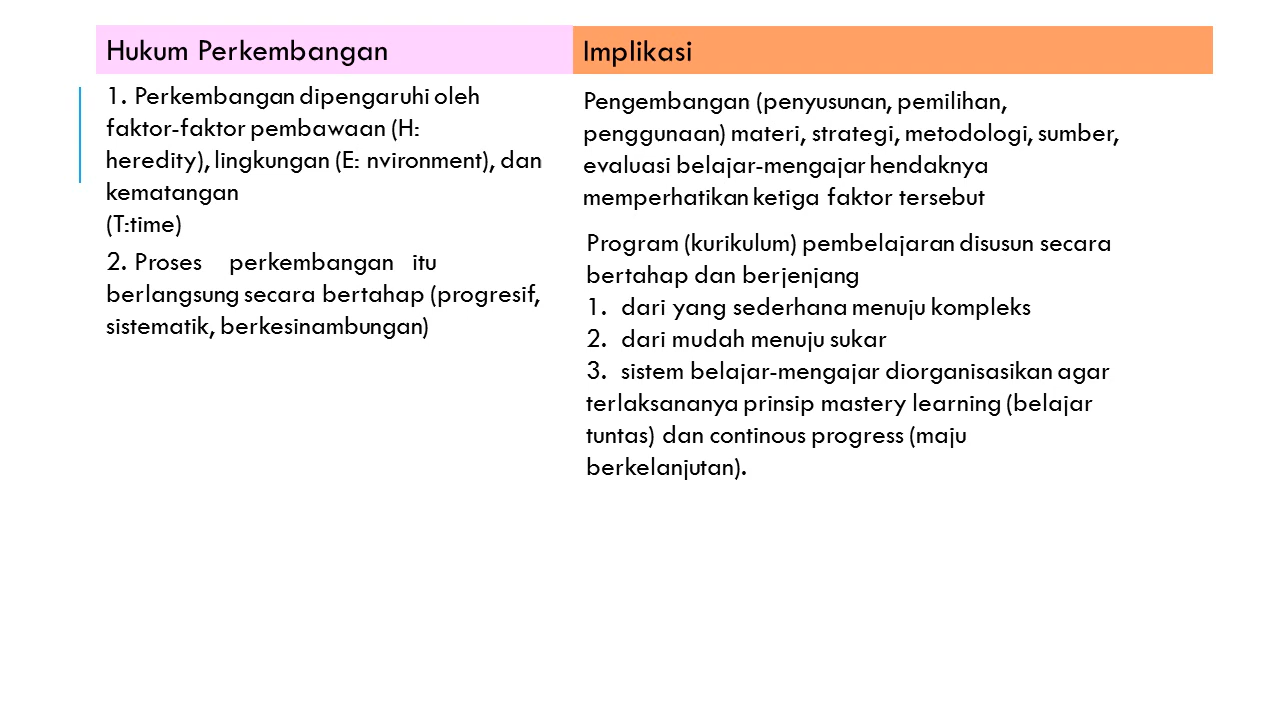 Hukum Perkembangan
Implikasi
1. Perkembangan dipengaruhi oleh
faktor-faktor pembawaan (H:
heredity), lingkungan (E: nvironment), dan
kematangan
(T:time)
Pengembangan (penyusunan, pemilihan,
penggunaan) materi, strategi, metodologi, sumber,
evaluasi belajar-mengajar hendaknya
memperhatikan ketiga faktor tersebut
2. Proses perkembangan itu
berlangsung secara bertahap (progresif,
sistematik, berkesinambungan)
Program (kurikulum) pembelajaran disusun secara
bertahap dan berjenjang
1. dari yang sederhana menuju kompleks
2. dari mudah menuju sukar
3. sistem belajar-mengajar diorganisasikan agar
terlaksananya prinsip mastery learning (belajar
tuntas) dan continous progress (maju
berkelanjutan).